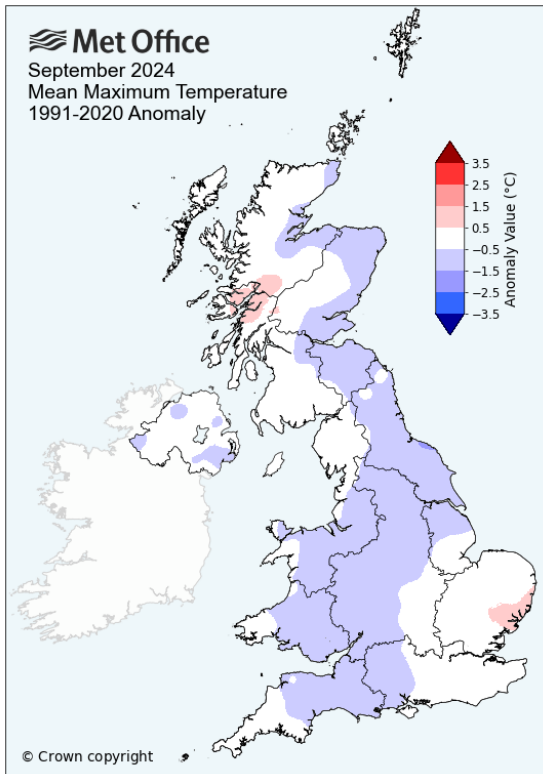 Met Office
September 2024
Mean Maximum Temperature
1991-2020 Anomaly
3.5
2.5
1.5
0.5
−0.5
−1.5
−2.5
−3.5
Anomaly Value (°C)
© Crown copyright